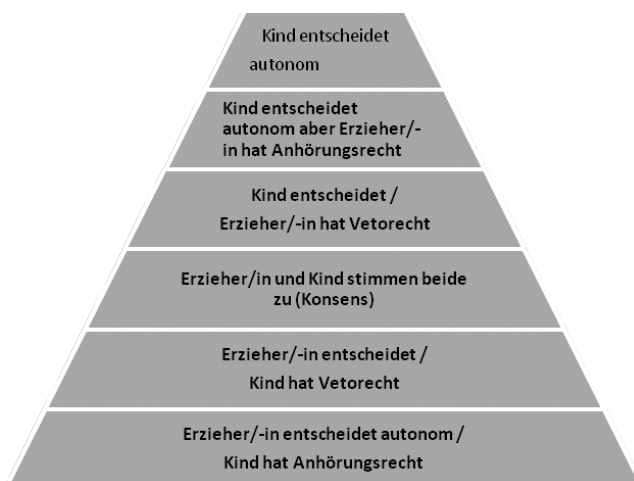 Kind entscheidet
autonom
Kind entscheidet
autonom aber Erzieher/-
in hat Anhörungsrecht
Kind entscheidet /
Erzieher/-in hat Vetorecht
Erzieher/in und Kind stimmen beide
zu (Konsens)
Erzieher/-in entscheidet /
Kind hat Vetorecht
Erzieher/-in entscheidet autonom /
Kind hat Anhörungsrecht